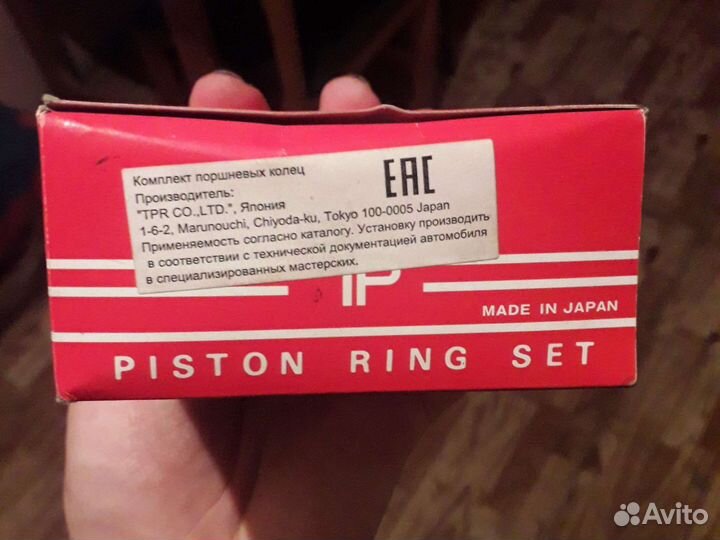 Комплект поршневых колец
EAC
Производитель:
"TPR CO.,LTD.", Япония
1-6-2, Marunouchi, Chiyoda-ku, Tokyo 100-0005 Japan
Применяемость согласно каталогу. Установку производить
в соответствии с технической документацией автомобиля
в специализированных мастерских.
TP
MADE IN JAPAN
PISTON RING SET
Avito